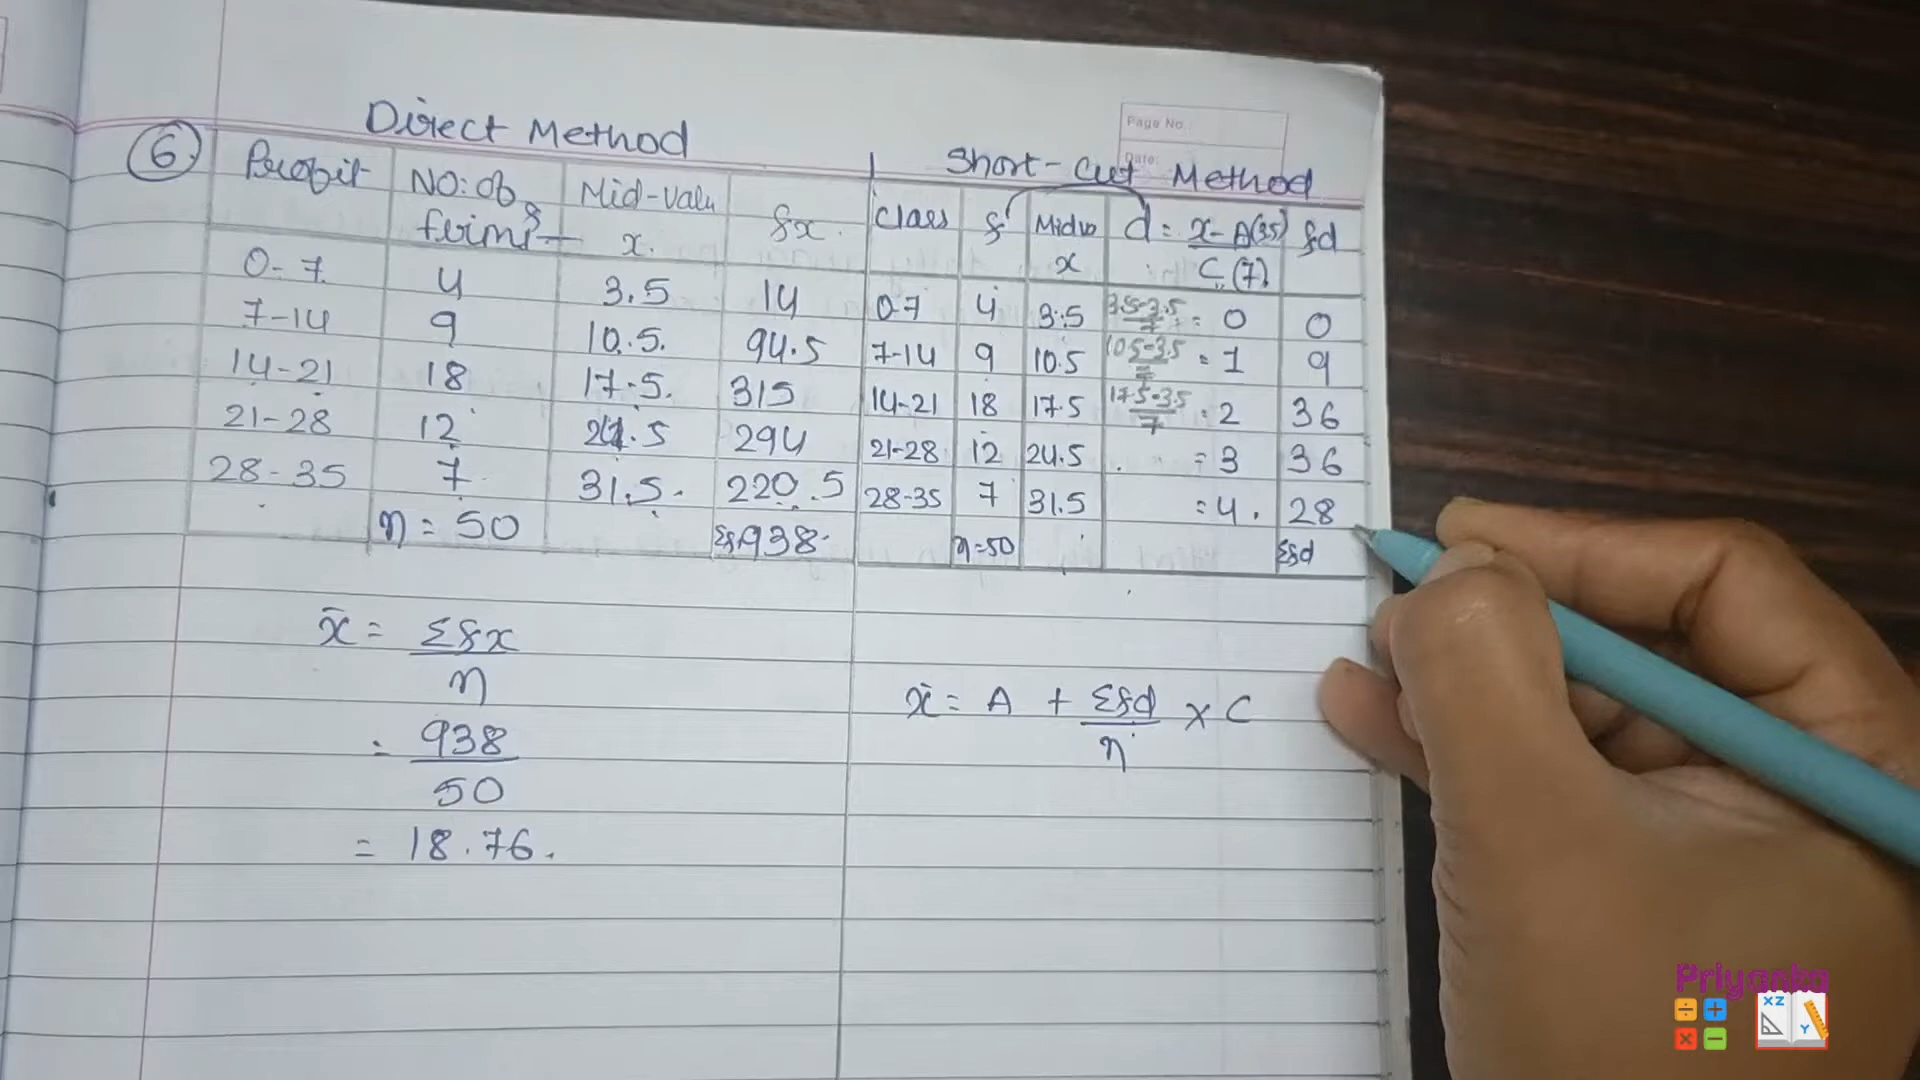 Direct Method
Short-cut Method
Page No.:
Date:
6
Profit | No: of firms f | Mid-Valu x. | fx. | Class | f | Midva x | d = x-A(3.5) / C (7) | fd
0-7 | 4 | 3.5 | 14 | 0-7 | 4 | 3.5 | 3.5-3.5 / 7 = 0 | 0
7-14 | 9 | 10.5. | 94.5 | 7-14 | 9 | 10.5 | 10.5-3.5 / 7 = 1 | 9
14-21 | 18 | 17.5. | 315 | 14-21 | 18 | 17.5 | 17.5-3.5 / 7 = 2 | 36
21-28 | 12 | 24.5 | 294 | 21-28 | 12 | 24.5 | = 3 | 36
28-35 | 7 | 31.5. | 220.5 | 28-35 | 7 | 31.5 | = 4. | 28
n = 50 | Σfx 938 | n=50 | Σfd
x̄ = Σfx / n
= 938 / 50
= 18.76.
x̄ = A + Σfd / n × C
Priyanka
XZ
Y